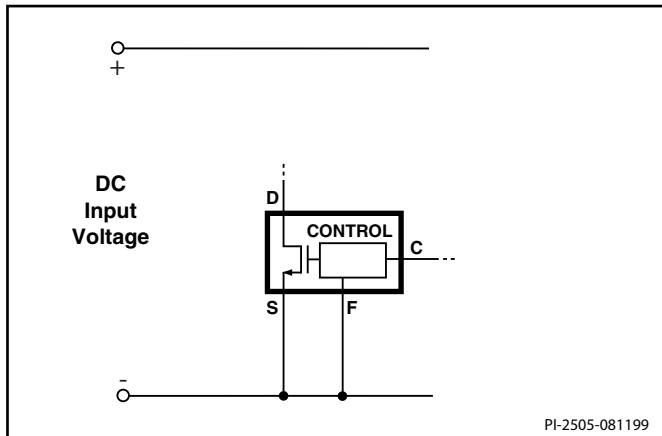 +
DC
Input
Voltage
D
CONTROL
C
S
F
-
PI-2505-081199